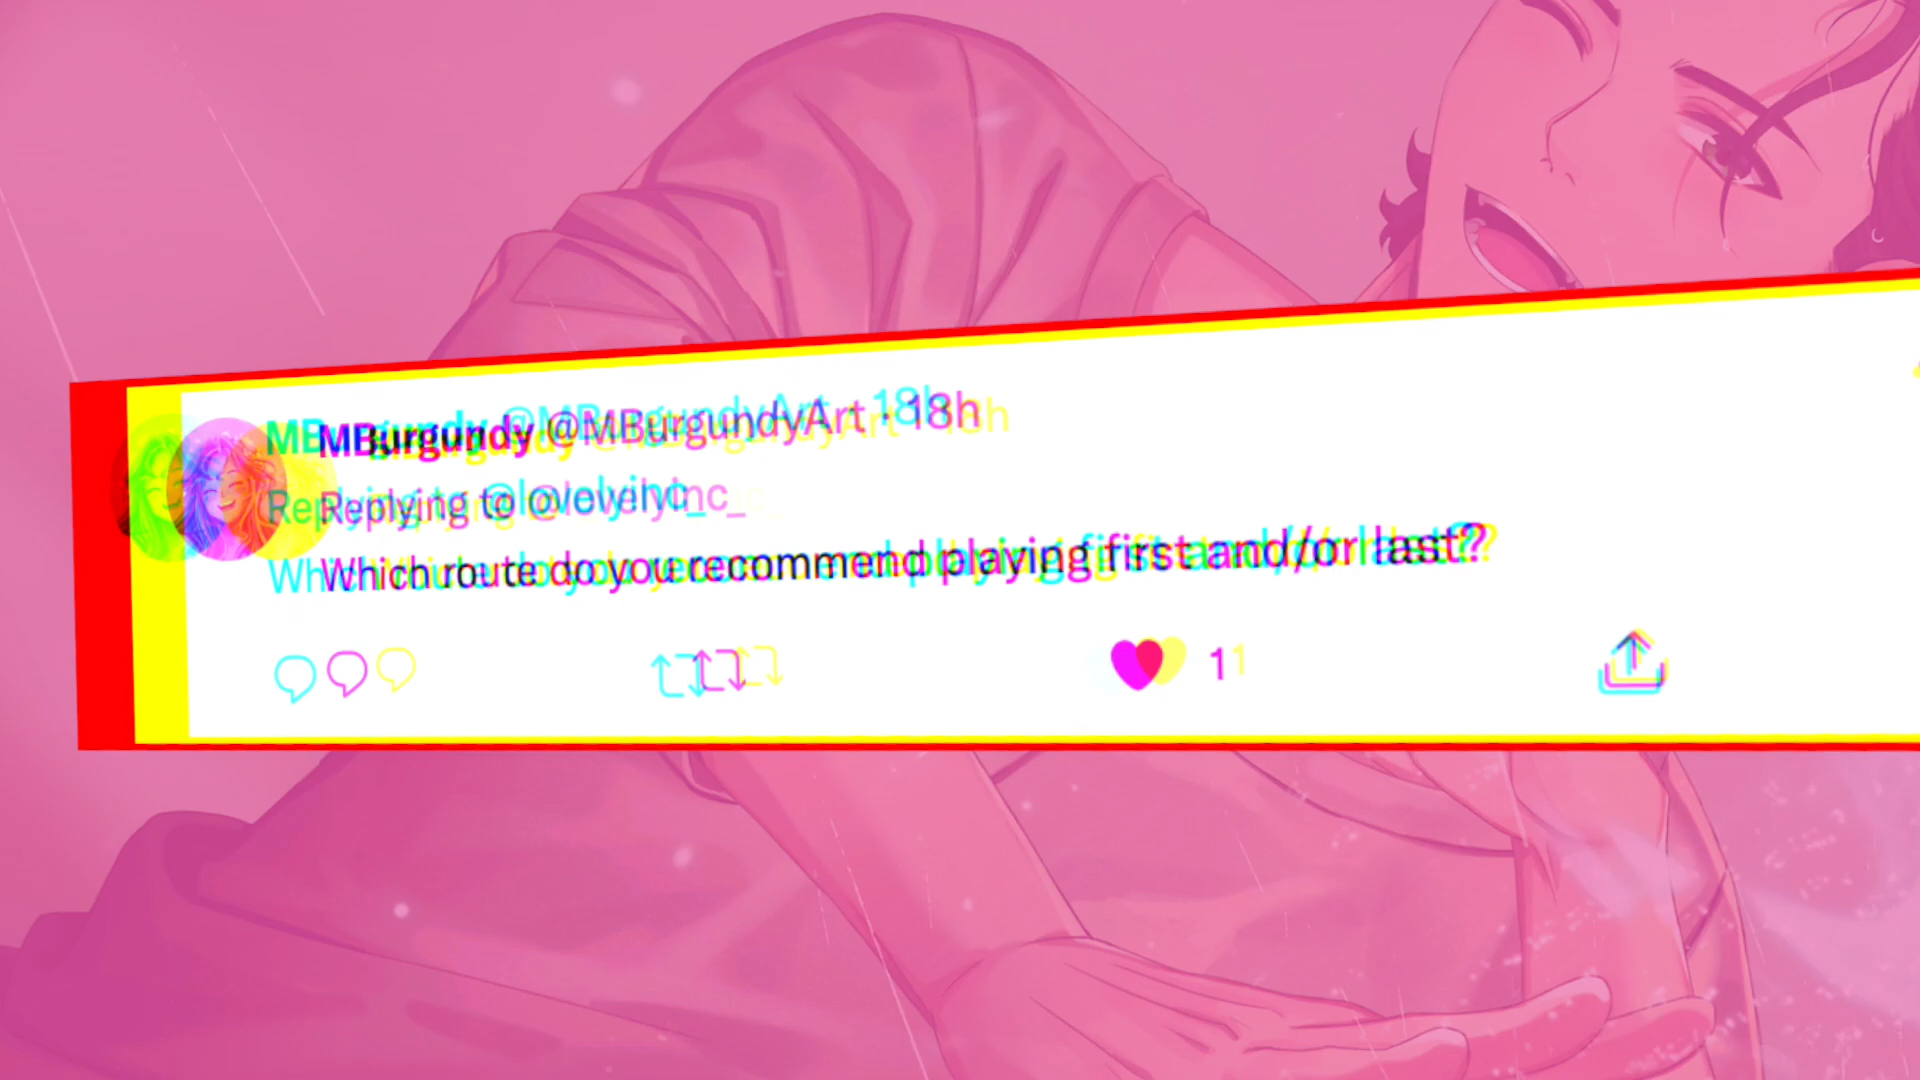 MBurgundy @MBurgundyArt · 18h
Replying to
Which route do you recommend playing first and/or last?
1